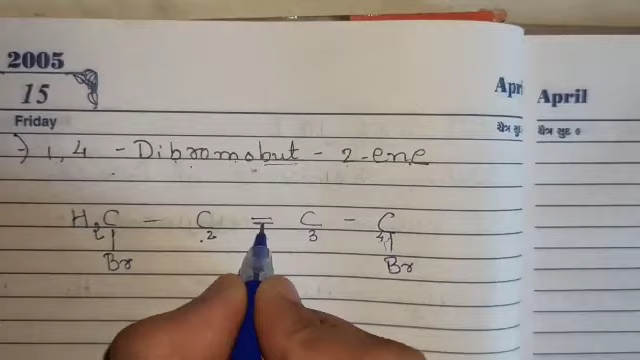 2005
15
Friday
April
April
1,4 - Dibromobut - 2-ene
H₂C - C = C - C
1 2 3 4
Br Br